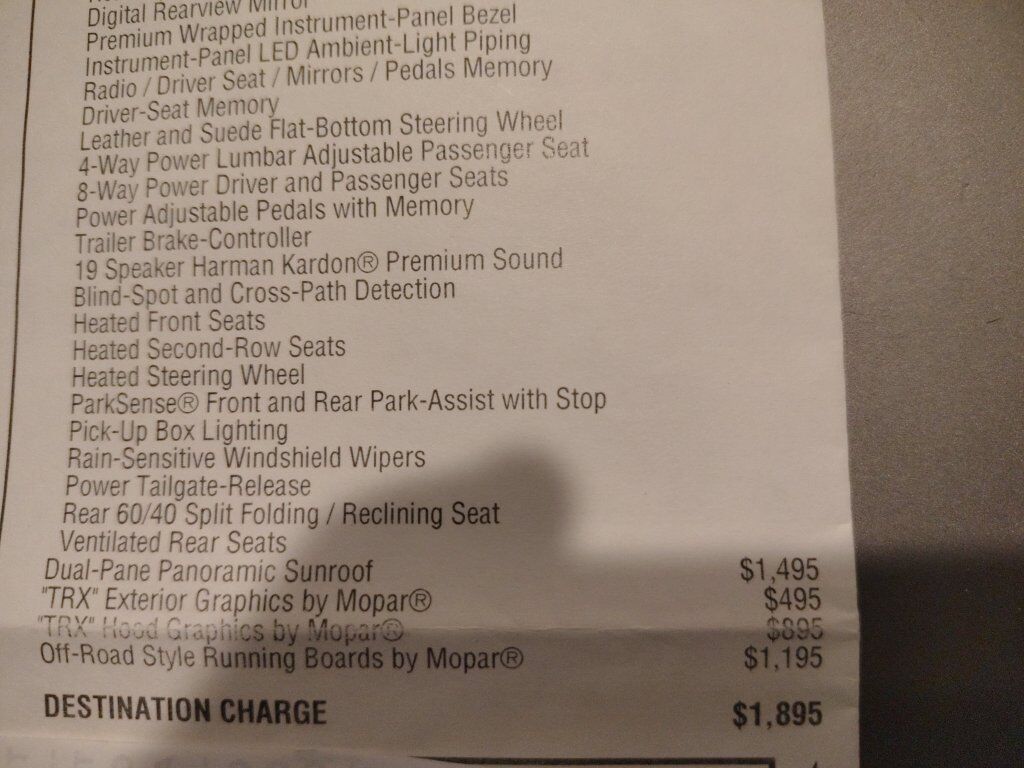 Digital Rearview Mirror
Premium Wrapped Instrument-Panel Bezel
Instrument-Panel LED Ambient-Light Piping
Radio / Driver Seat / Mirrors / Pedals Memory
Driver-Seat Memory
Leather and Suede Flat-Bottom Steering Wheel
4-Way Power Lumbar Adjustable Passenger Seat
8-Way Power Driver and Passenger Seats
Power Adjustable Pedals with Memory
Trailer Brake-Controller
19 Speaker Harman Kardon® Premium Sound
Blind-Spot and Cross-Path Detection
Heated Front Seats
Heated Second-Row Seats
Heated Steering Wheel
ParkSense® Front and Rear Park-Assist with Stop
Pick-Up Box Lighting
Rain-Sensitive Windshield Wipers
Power Tailgate-Release
Rear 60/40 Split Folding / Reclining Seat
Ventilated Rear Seats
Dual-Pane Panoramic Sunroof $1,495
"TRX" Exterior Graphics by Mopar® $495
"TRX" Hood Graphics by Mopar® $895
Off-Road Style Running Boards by Mopar® $1,195
DESTINATION CHARGE $1,895